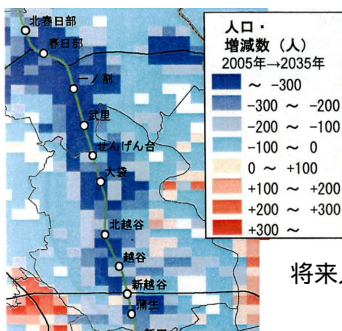 北春日部
春日部
一ノ割
武里
せんげん台
大袋
北越谷
越谷
新越谷
蒲生
人口・
増減数（人）
2005年→2035年
～ -300
-300 ～ -200
-200 ～ -100
-100 ～ 0
0 ～ +100
+100 ～ +200
+200 ～ +300
+300 ～
将来